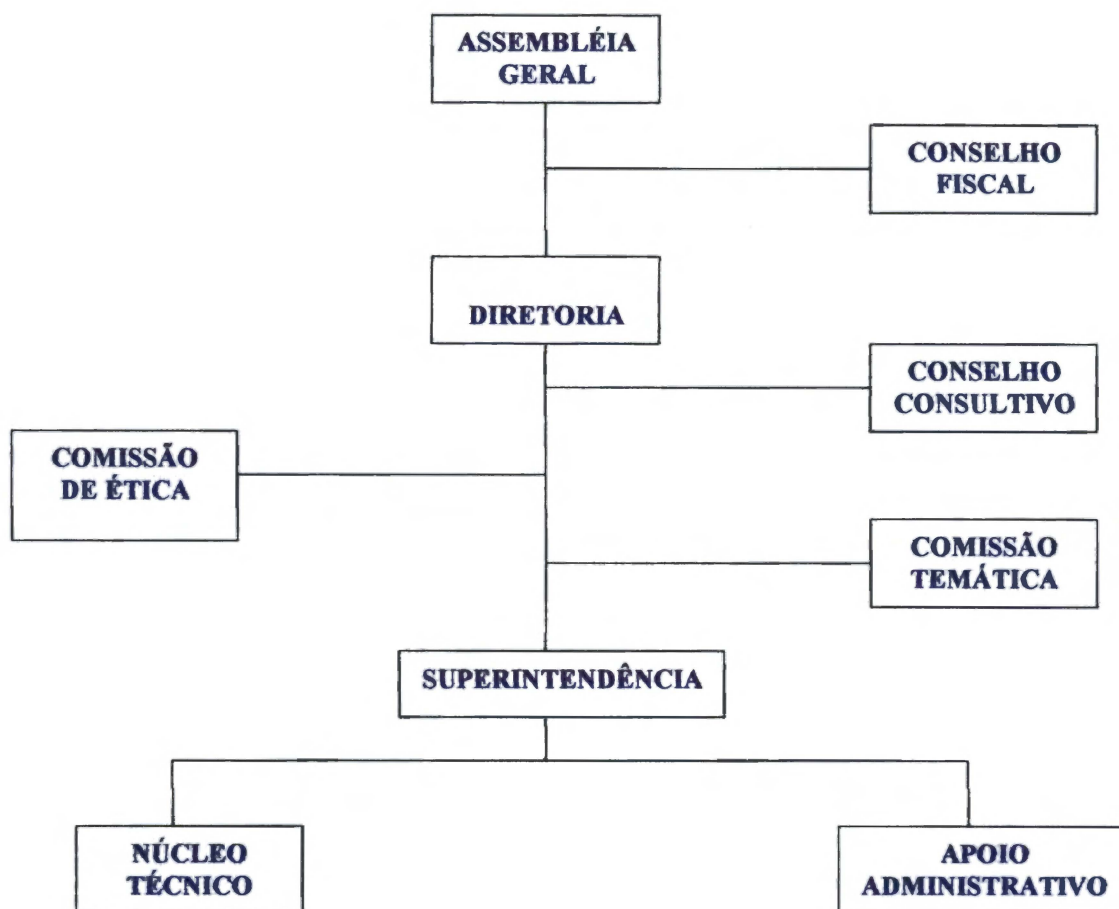 ASSEMBLÉIA
GERAL
CONSELHO
FISCAL
DIRETORIA
CONSELHO
CONSULTIVO
COMISSÃO
DE ÉTICA
COMISSÃO
TEMÁTICA
SUPERINTENDÊNCIA
NÚCLEO
TÉCNICO
APOIO
ADMINISTRATIVO